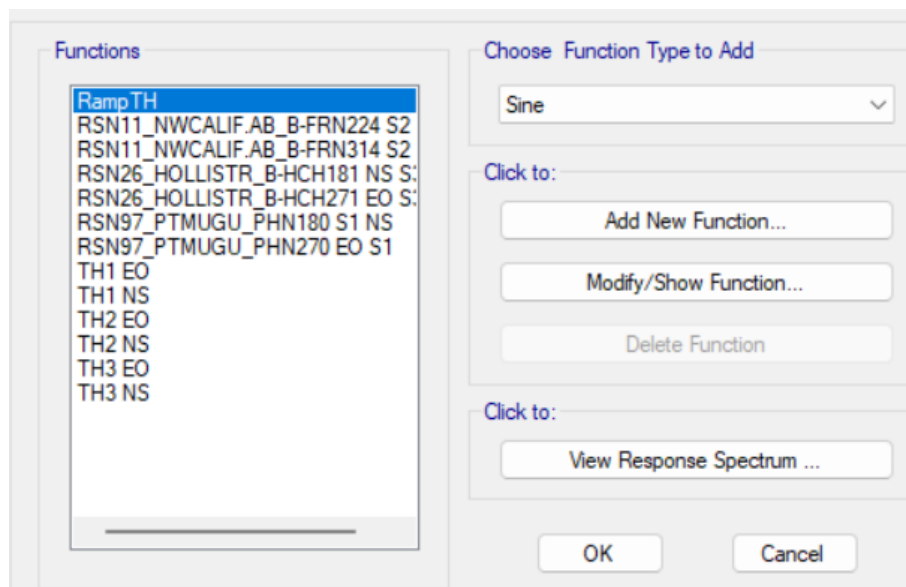 Functions
RampTH
RSN11_NWCALIF.AB_B-FRN224 S2
RSN11_NWCALIF.AB_B-FRN314 S2
RSN26_HOLLISTR_B-HCH181 NS
RSN26_HOLLISTR_B-HCH271 EO
RSN97_PTMUGU_PHN180 S1 NS
RSN97_PTMUGU_PHN270 EO S1
TH1 EO
TH1 NS
TH2 EO
TH2 NS
TH3 EO
TH3 NS
Choose Function Type to Add
Sine
Click to:
Add New Function...
Modify/Show Function...
Delete Function
Click to:
View Response Spectrum ...
OK
Cancel